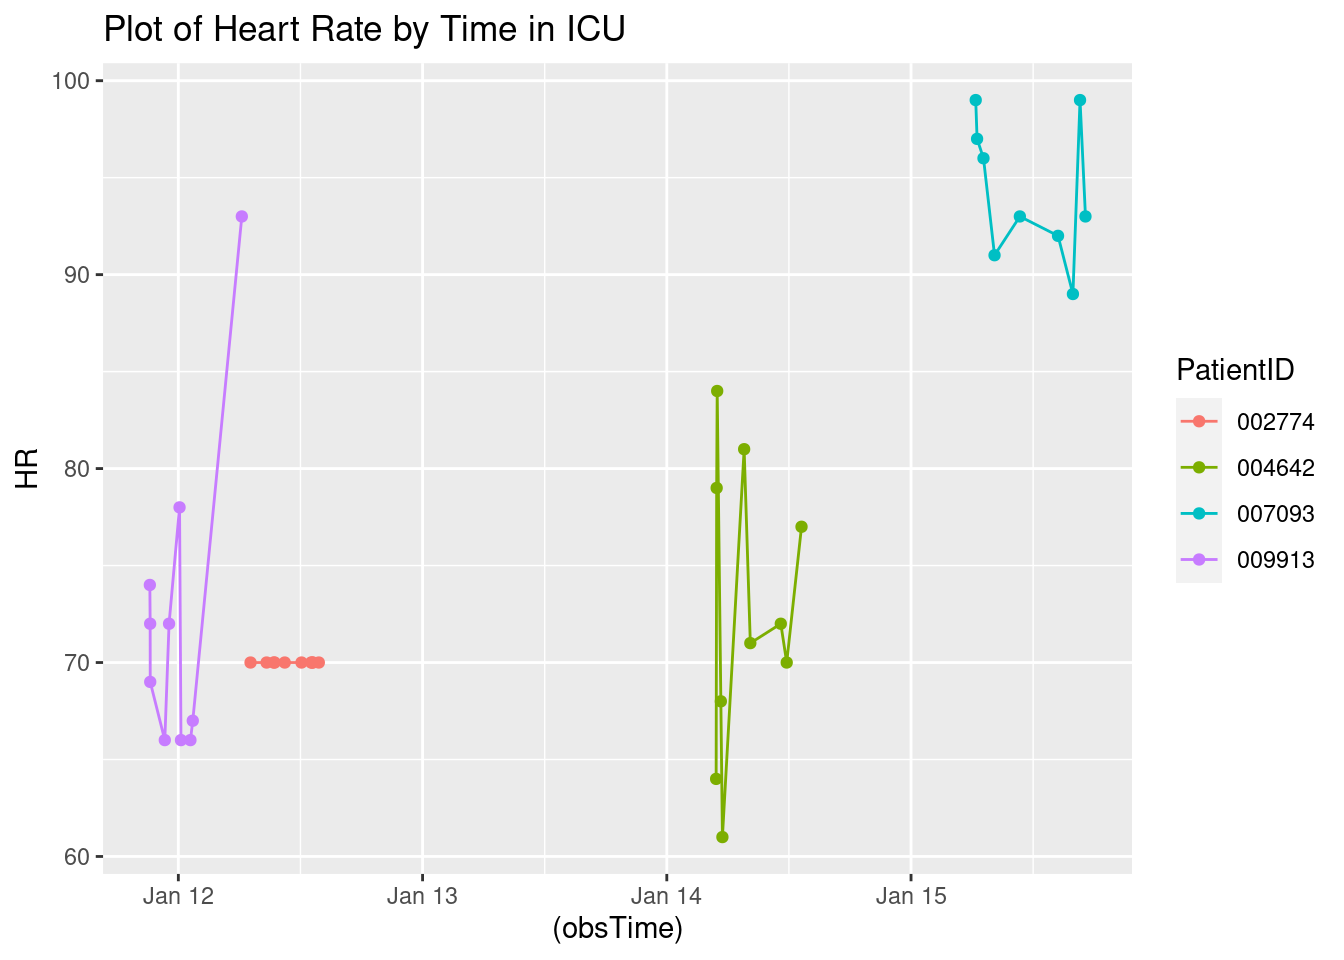 Plot of Heart Rate by Time in ICU
100
90
80
70
60
HR
Jan 12 Jan 13 Jan 14 Jan 15
(obsTime)
PatientID
002774
004642
007093
009913